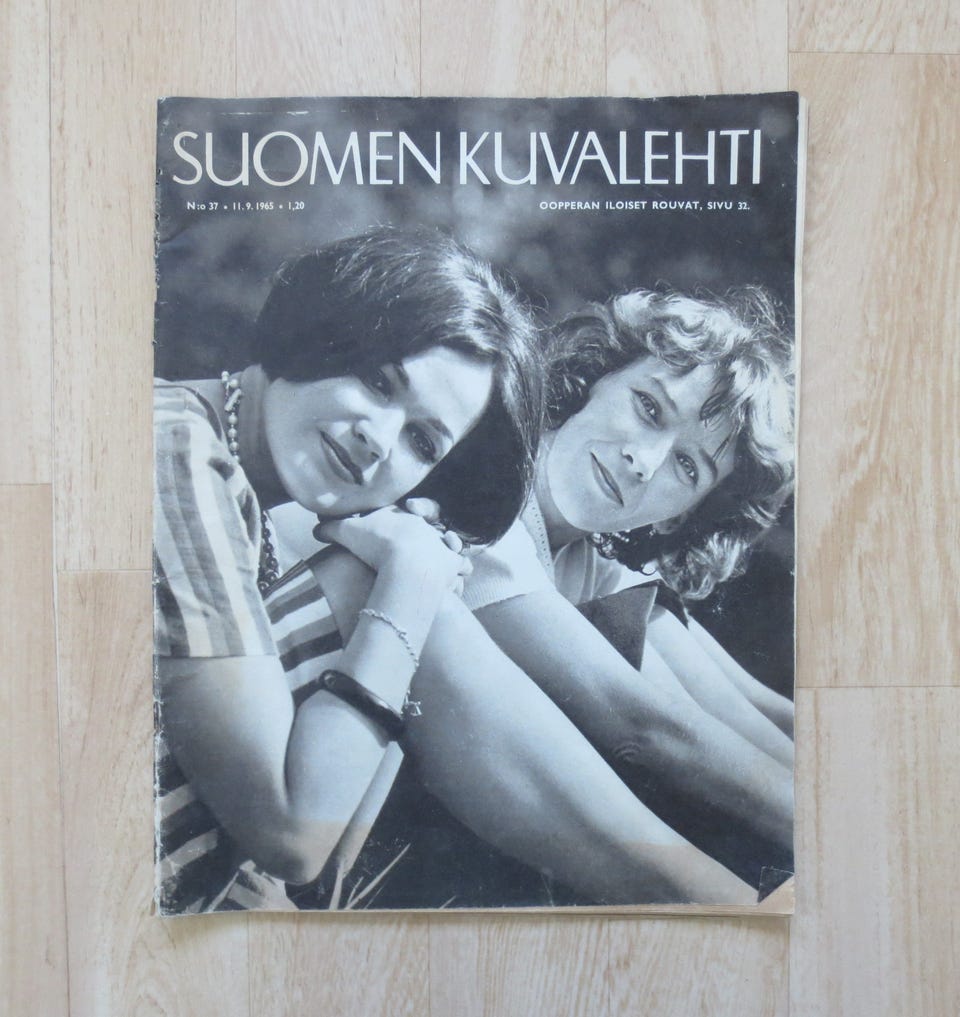 SUOMEN KUVALEHTI
N:o 37 • 11.9.1965 • 1,20 OOPPERAN ILOISET ROUVAT, SIVU 32.